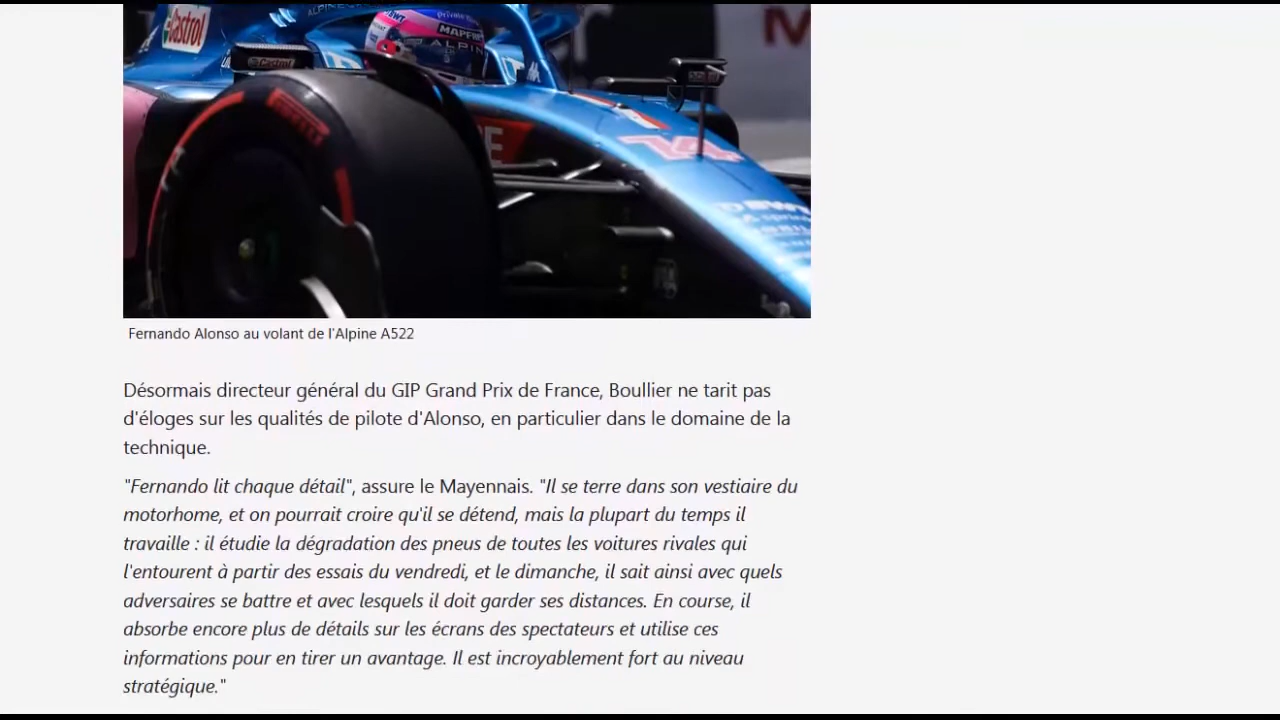 Castrol
MAPFRE
ALPINE
Castrol
PIRELLI
14
BWT
Fernando Alonso au volant de l'Alpine A522
Désormais directeur général du GIP Grand Prix de France, Boullier ne tarit pas
d'éloges sur les qualités de pilote d'Alonso, en particulier dans le domaine de la
technique.
"Fernando lit chaque détail", assure le Mayennais. "Il se terre dans son vestiaire du
motorhome, et on pourrait croire qu'il se détend, mais la plupart du temps il
travaille : il étudie la dégradation des pneus de toutes les voitures rivales qui
l'entourent à partir des essais du vendredi, et le dimanche, il sait ainsi avec quels
adversaires se battre et avec lesquels il doit garder ses distances. En course, il
absorbe encore plus de détails sur les écrans des spectateurs et utilise ces
informations pour en tirer un avantage. Il est incroyablement fort au niveau
stratégique."